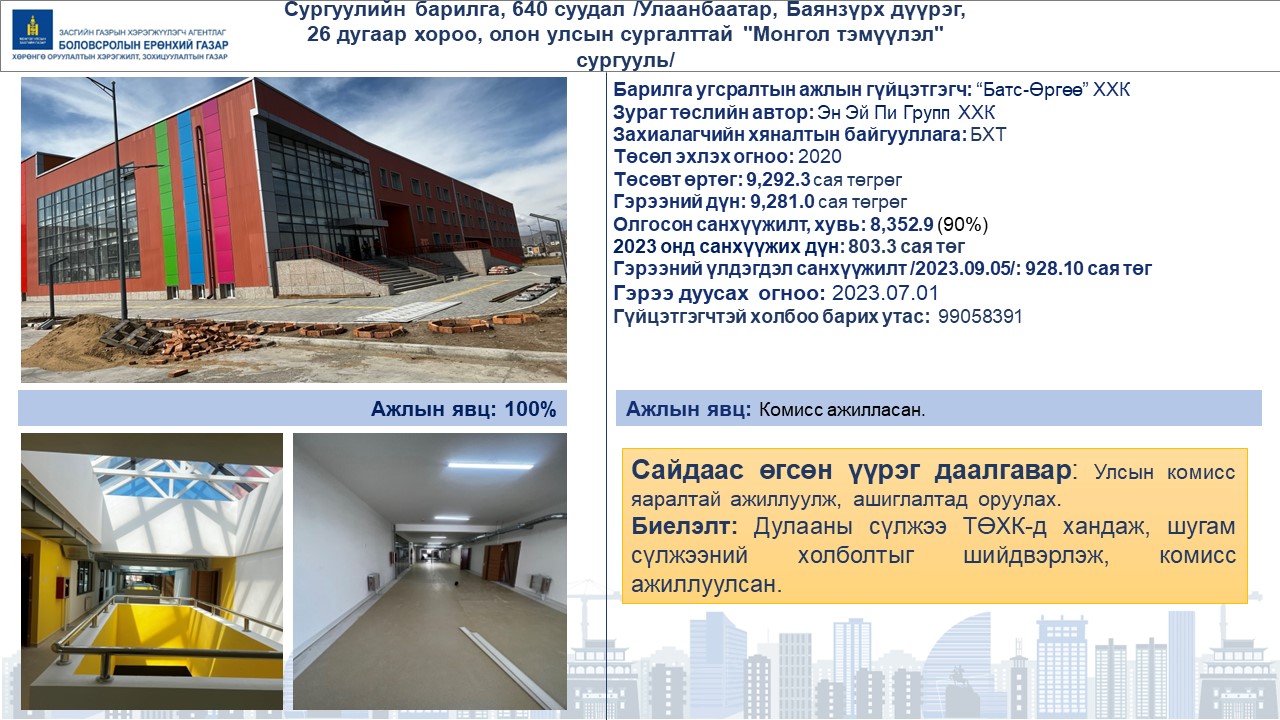 ЗАСГИЙН ГАЗРЫН ХЭРЭГЖҮҮЛЭГЧ АГЕНТЛАГ
БОЛОВСРОЛЫН ЕРӨНХИЙ ГАЗАР
ХӨРӨНГӨ ОРУУЛАЛТЫН ХЭРЭГЖИЛТ, ЗОХИЦУУЛАЛТЫН ГАЗАР
Сургуулийн барилга, 640 суудал /Улаанбаатар, Баянзүрх дүүрэг,
26 дугаар хороо, олон улсын сургалттай "Монгол тэмүүлэл"
сургууль/
Барилга угсралтын ажлын гүйцэтгэгч: “Батс-Өргөө” ХХК
Зураг төслийн автор: Эн Эй Пи Групп ХХК
Захиалагчийн хяналтын байгууллага: БХТ
Төсөл эхлэх огноо: 2020
Төсөвт өртөг: 9,292.3 сая төгрөг
Гэрээний дүн: 9,281.0 сая төгрөг
Олгосон санхүүжилт, хувь: 8,352.9 (90%)
2023 онд санхүүжих дүн: 803.3 сая төг
Гэрээний үлдэгдэл санхүүжилт /2023.09.05/: 928.10 сая төг
Гэрээ дуусах огноо: 2023.07.01
Гүйцэтгэгчтэй холбоо барих утас: 99058391
Ажлын явц: 100%
Ажлын явц: Комисс ажилласан.
Сайдаас өгсөн үүрэг даалгавар: Улсын комисс
яаралтай ажиллуулж, ашиглалтад оруулах.
Биелэлт: Дулааны сүлжээ ТӨХК-д хандаж, шугам
сүлжээний холболтыг шийдвэрлэж, комисс
ажиллуулсан.